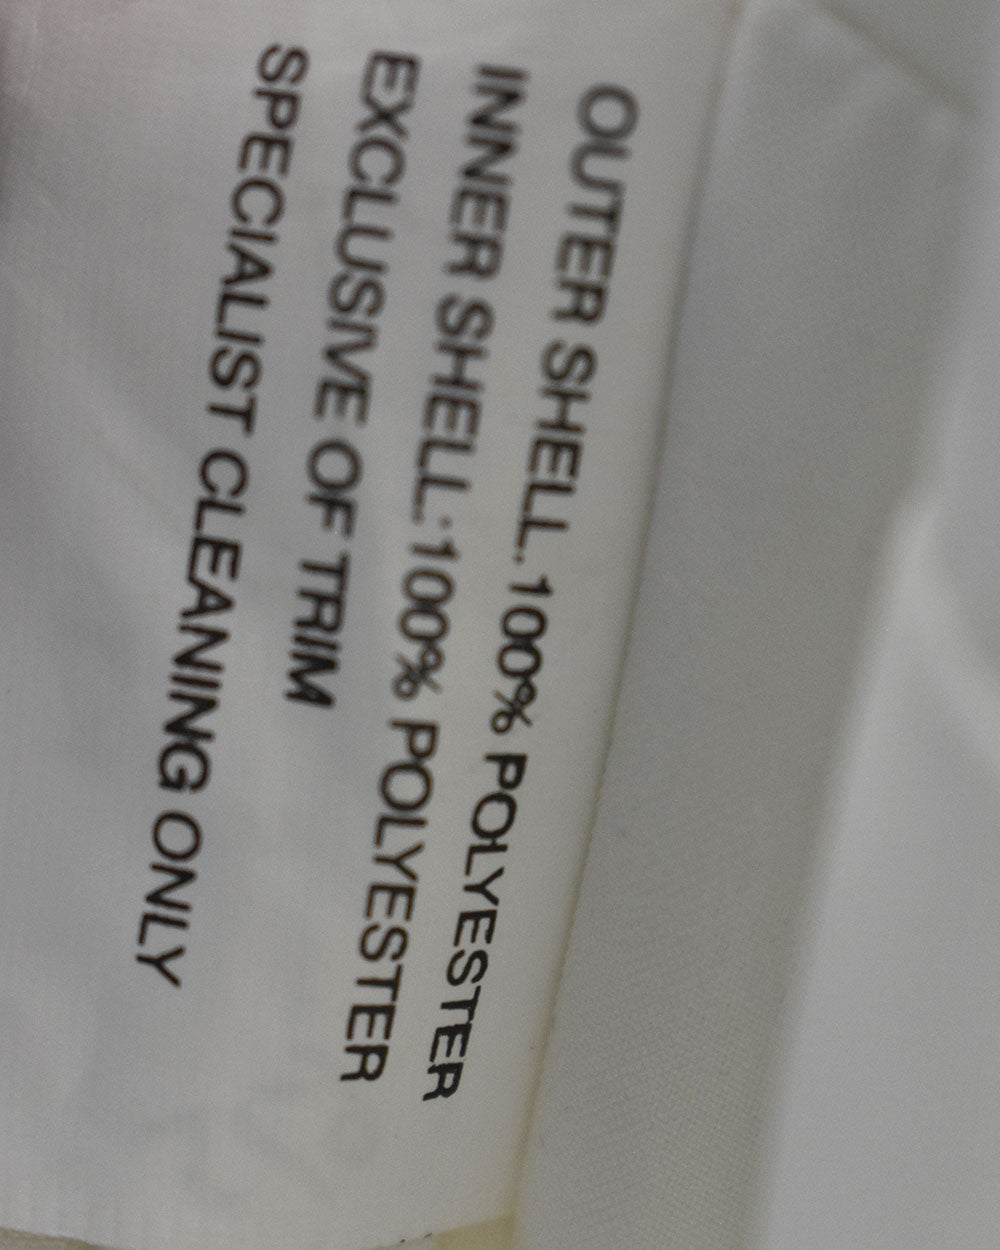 OUTER SHELL. 100% POLYESTER
INNER SHELL. 100% POLYESTER
EXCLUSIVE OF TRIM
SPECIALIST CLEANING ONLY